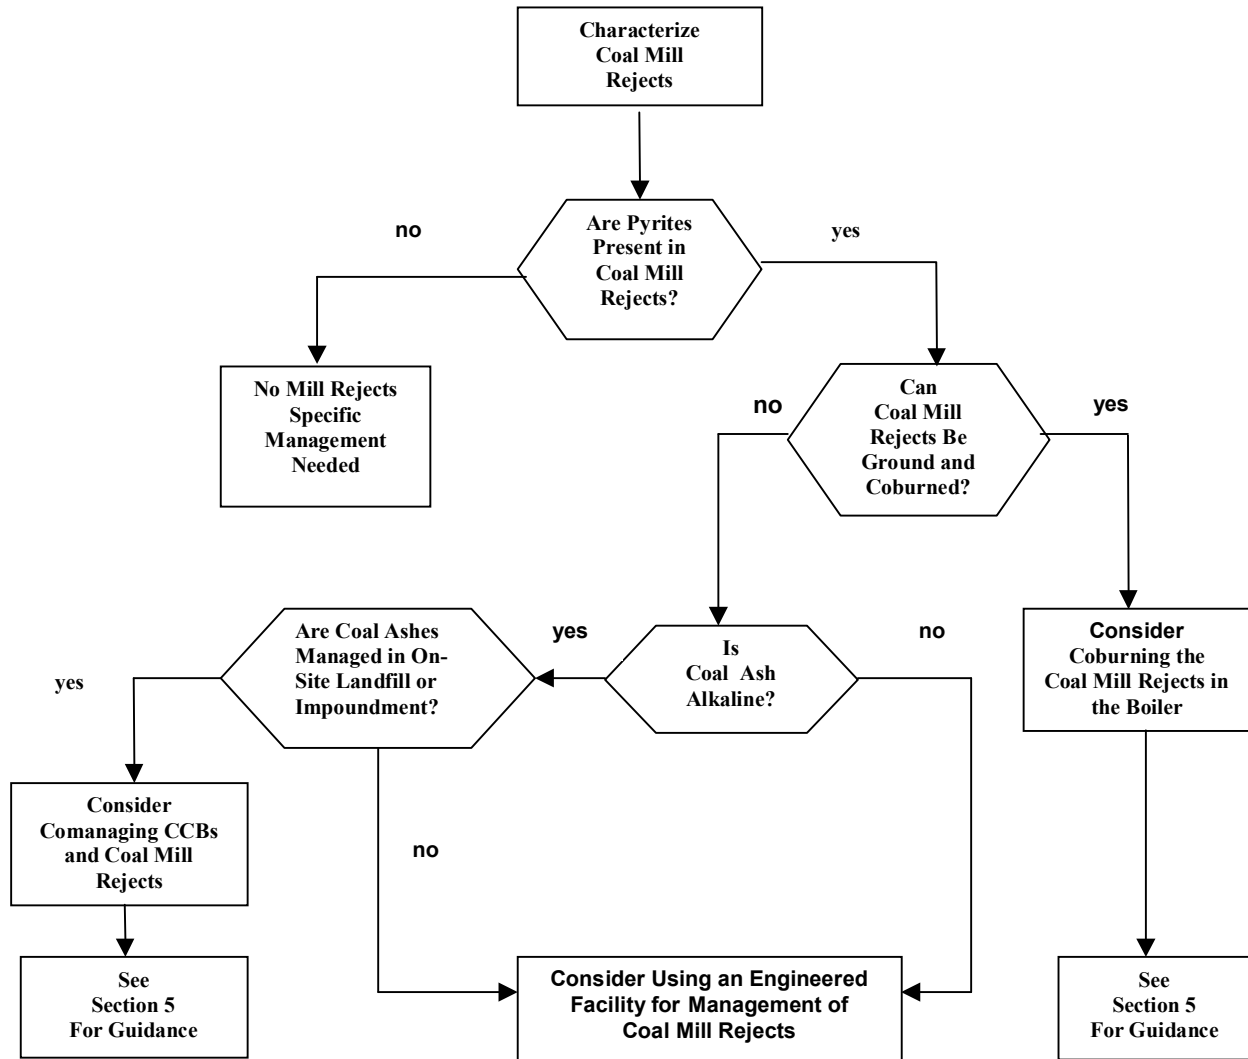 Characterize
Coal Mill
Rejects
no
Are Pyrites
Present in
Coal Mill
Rejects?
yes
No Mill Rejects
Specific
Management
Needed
no
Can
Coal Mill
Rejects Be
Ground and
Coburned?
yes
yes
Are Coal Ashes
Managed in On-
Site Landfill or
Impoundment?
yes
Is
Coal Ash
Alkaline?
no
Consider
Coburning the
Coal Mill Rejects in
the Boiler
Consider
Comanaging CCBs
and Coal Mill
Rejects
no
See
Section 5
For Guidance
Consider Using an Engineered
Facility for Management of
Coal Mill Rejects
See
Section 5
For Guidance